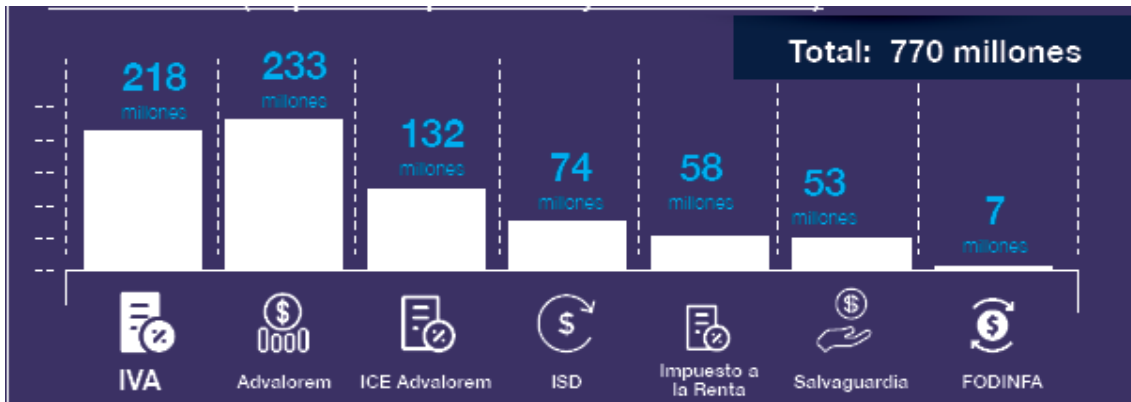 Total: 770 millones
218
millones
233
millones
132
millones
74
millones
58
millones
53
millones
7
millones
IVA
Advalorem
ICE Advalorem
ISD
Impuesto a
la Renta
Salvaguardia
FODINFA